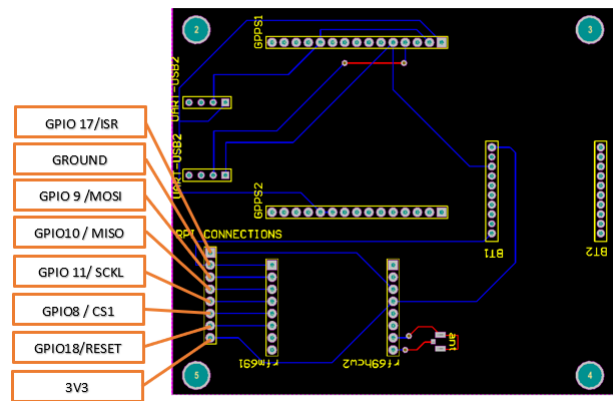 2
3
GPPS1
UART-USB2
GPIO 17/ISR
GROUND
UART-USB2
GPIO 9 /MOSI
GPPS2
GPIO10 / MISO
RPI CONNECTIONS
BT1
BT2
GPIO 11/ SCKL
GPIO8 / CS1
ant
GPIO18/RESET
rfm691
rf69hcw2
3V3
5
4